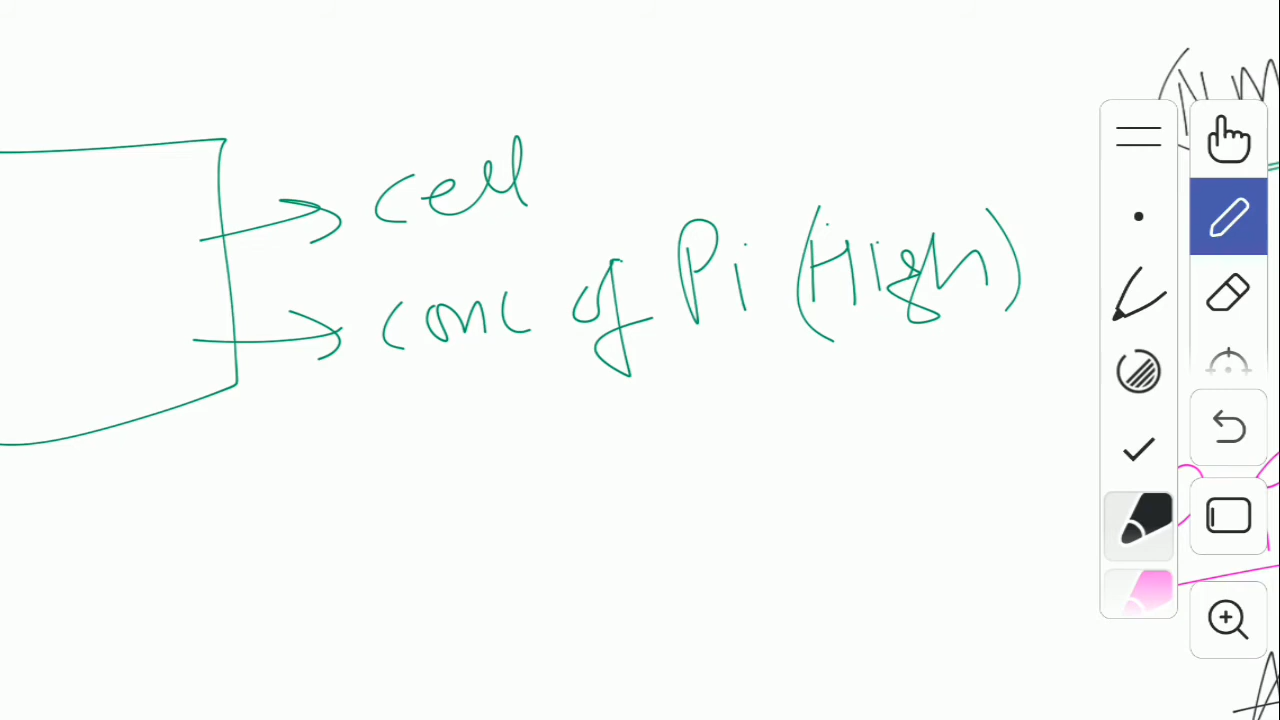 → cell
→ conc of Pi (High)